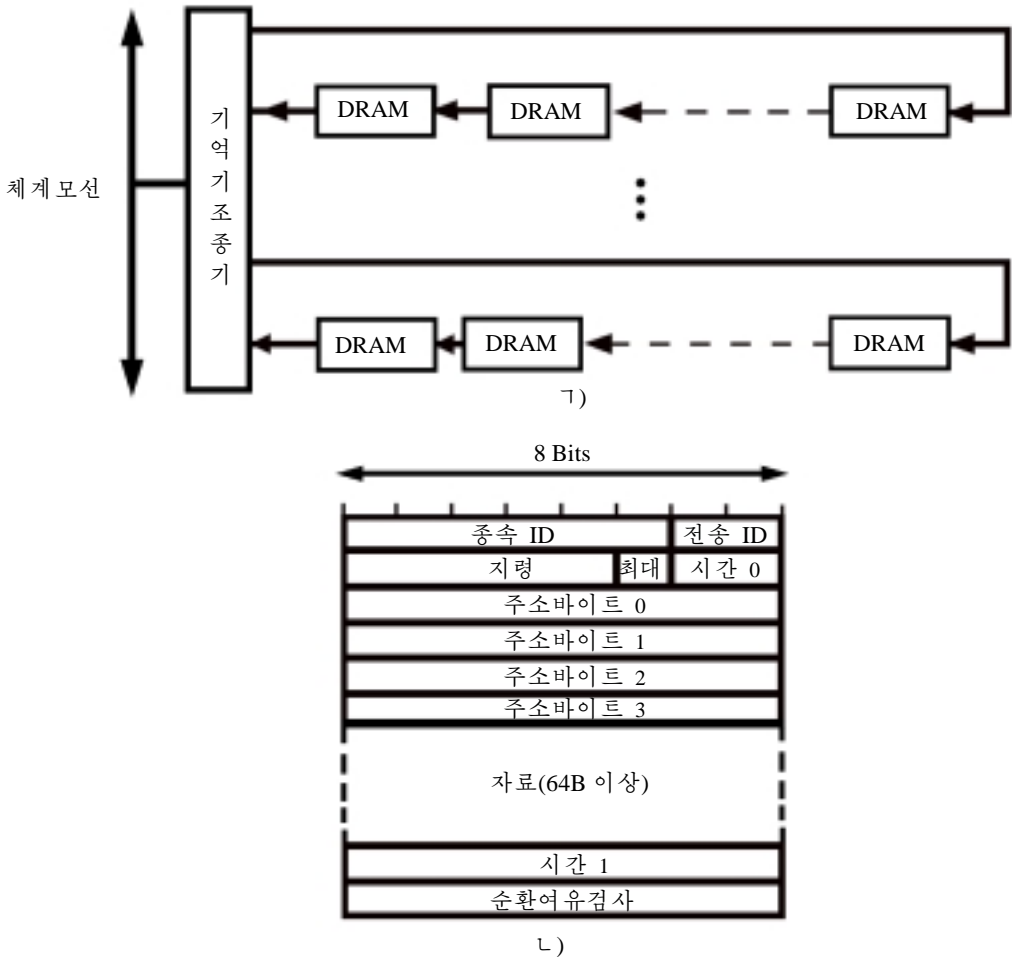 체계모선
기억기조종기
DRAM DRAM DRAM
DRAM DRAM DRAM
ㄱ)
8 Bits
종속 ID 전송 ID
지령 최대 시간 0
주소바이트 0
주소바이트 1
주소바이트 2
주소바이트 3
자료(64B 이상)
시간 1
순환여유검사
ㄴ)